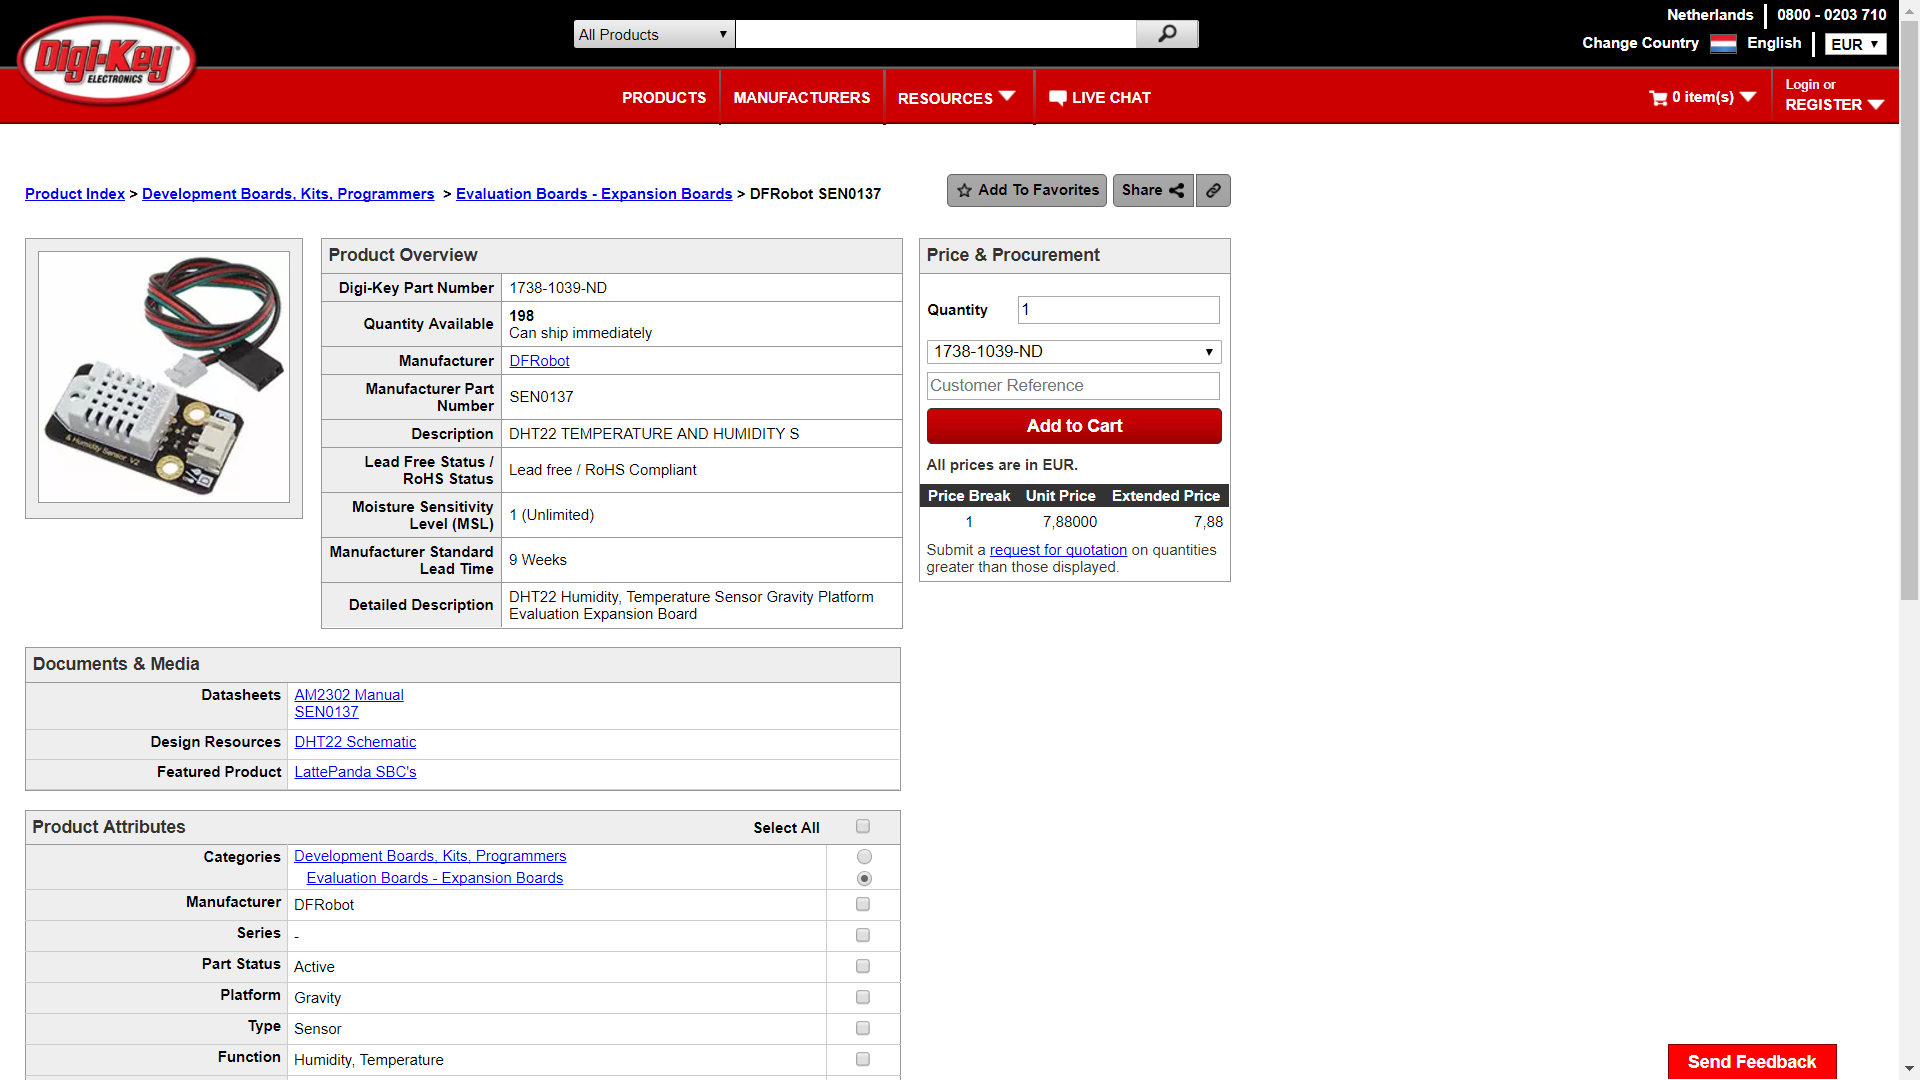 Digi-Key
ELECTRONICS
All Products
Netherlands
0800 - 0203 710
Change Country
English
EUR
PRODUCTS
MANUFACTURERS
RESOURCES
LIVE CHAT
0 item(s)
Login or
REGISTER
Product Index > Development Boards, Kits, Programmers > Evaluation Boards - Expansion Boards > DFRobot SEN0137
Add To Favorites
Share
& Humidity Sensor V2
Product Overview
Digi-Key Part Number 1738-1039-ND
Quantity Available 198
Can ship immediately
Manufacturer DFRobot
Manufacturer Part
Number SEN0137
Description DHT22 TEMPERATURE AND HUMIDITY S
Lead Free Status /
RoHS Status Lead free / RoHS Compliant
Moisture Sensitivity
Level (MSL) 1 (Unlimited)
Manufacturer Standard
Lead Time 9 Weeks
Detailed Description DHT22 Humidity, Temperature Sensor Gravity Platform
Evaluation Expansion Board
Price & Procurement
Quantity 1
1738-1039-ND
Customer Reference
Add to Cart
All prices are in EUR.
Price Break Unit Price Extended Price
1 7,88000 7,88
Submit a request for quotation on quantities
greater than those displayed.
Documents & Media
Datasheets AM2302 Manual
SEN0137
Design Resources DHT22 Schematic
Featured Product LattePanda SBC's
Product Attributes Select All
Categories Development Boards, Kits, Programmers
Evaluation Boards - Expansion Boards
Manufacturer DFRobot
Series -
Part Status Active
Platform Gravity
Type Sensor
Function Humidity, Temperature
Send Feedback